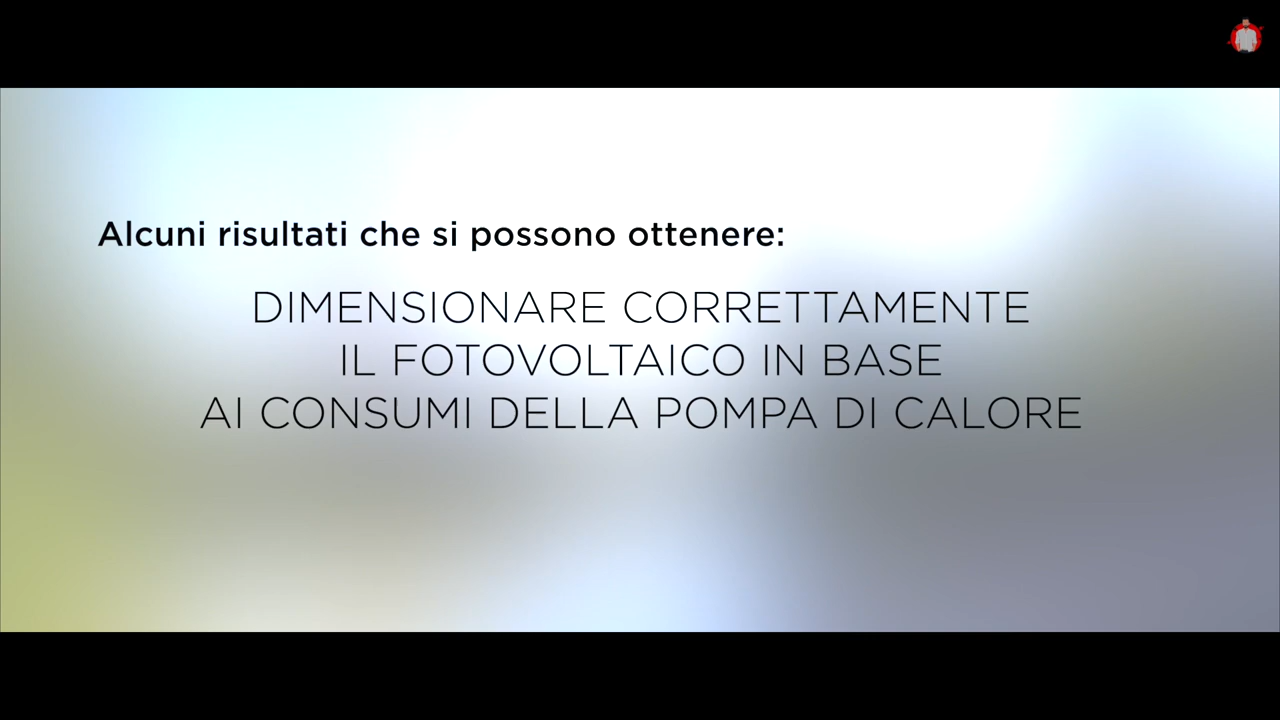 Alcuni risultati che si possono ottenere:
DIMENSIONARE CORRETTAMENTE
IL FOTOVOLTAICO IN BASE
AI CONSUMI DELLA POMPA DI CALORE